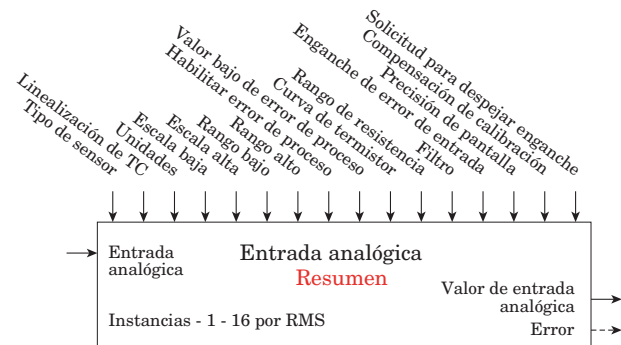 Tipo de sensor
Linealización de TC
Unidades
Escala baja
Escala alta
Rango bajo
Rango alto
Habilitar error de proceso
Valor bajo de error de proceso
Curva de termistor
Rango de resistencia
Filtro
Enganche de error de entrada
Precisión de pantalla
Compensación de calibración
Solicitud para despejar enganche
Entrada
analógica
Entrada analógica
Resumen
Valor de entrada
analógica
Instancias - 1 - 16 por RMS
Error